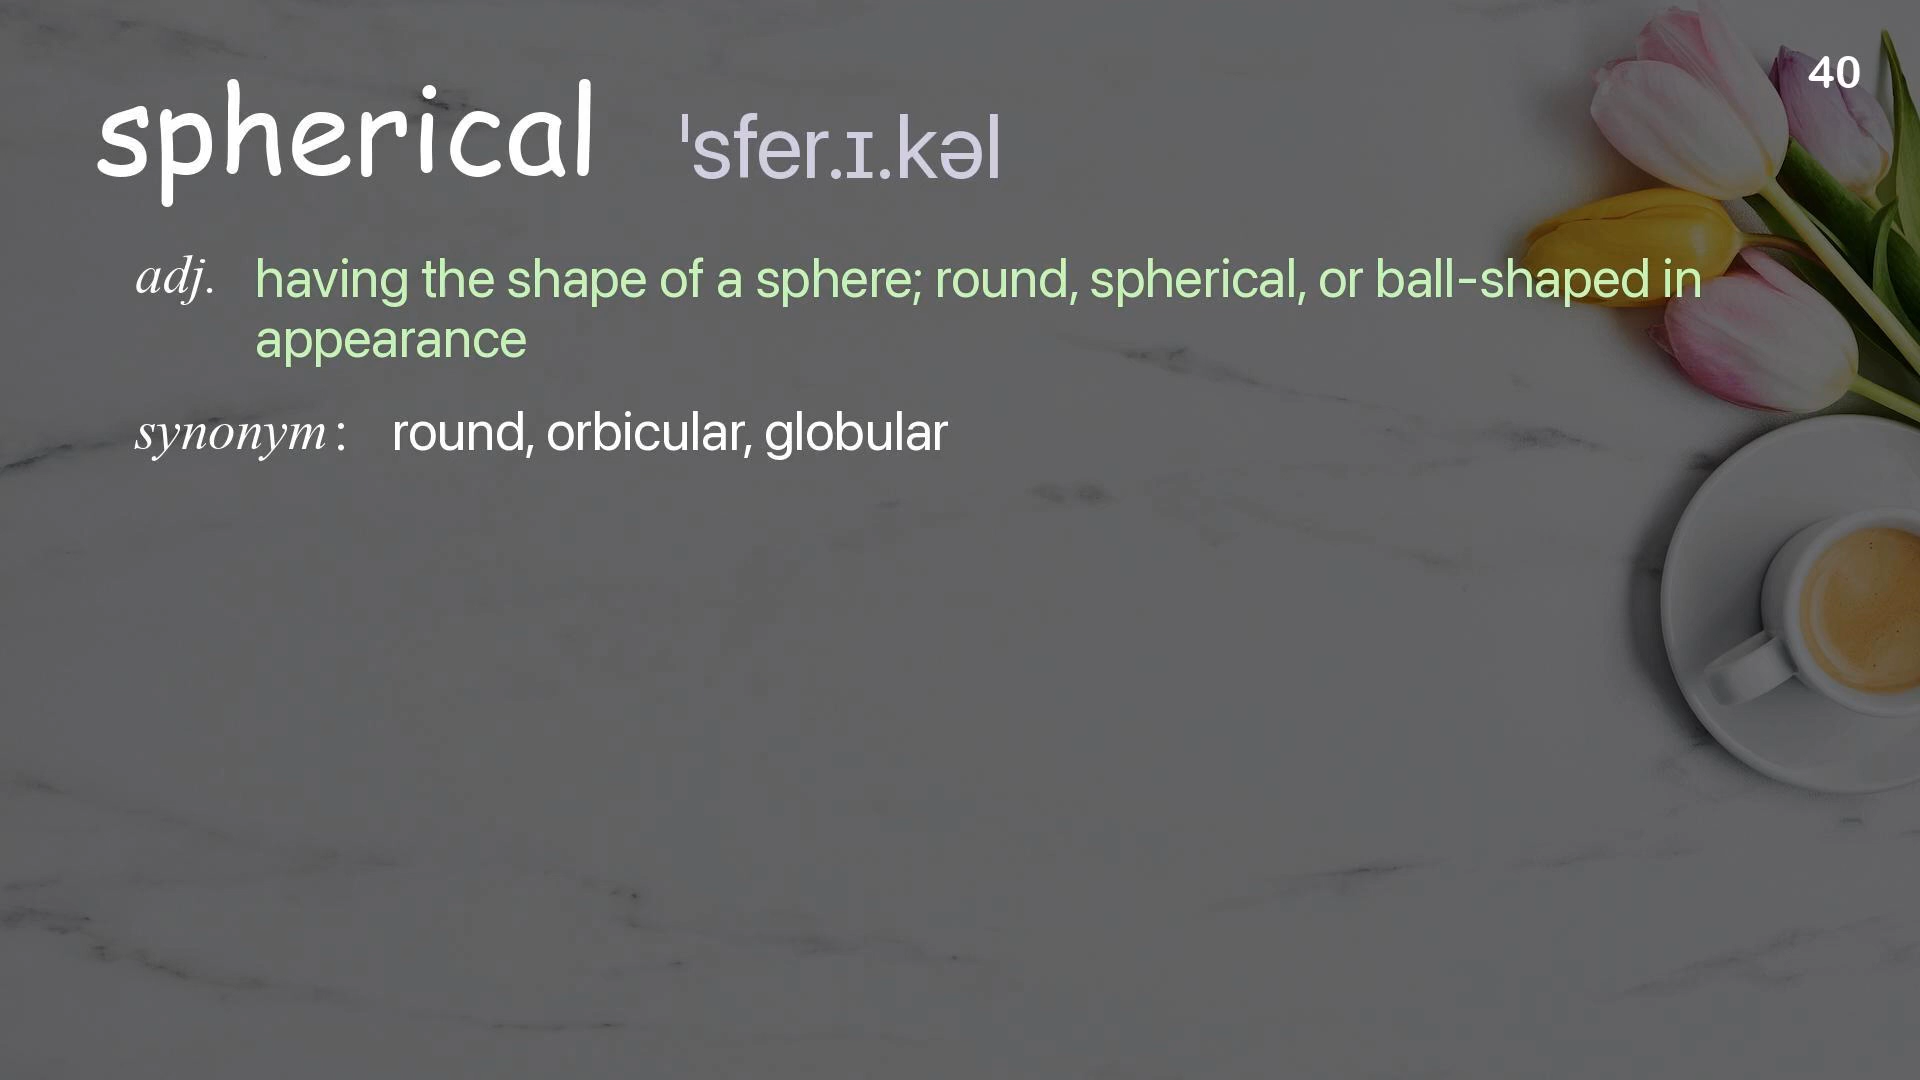 40
spherical ˈsfer.ɪ.kəl
adj. having the shape of a sphere; round, spherical, or ball-shaped in
appearance
synonym : round, orbicular, globular